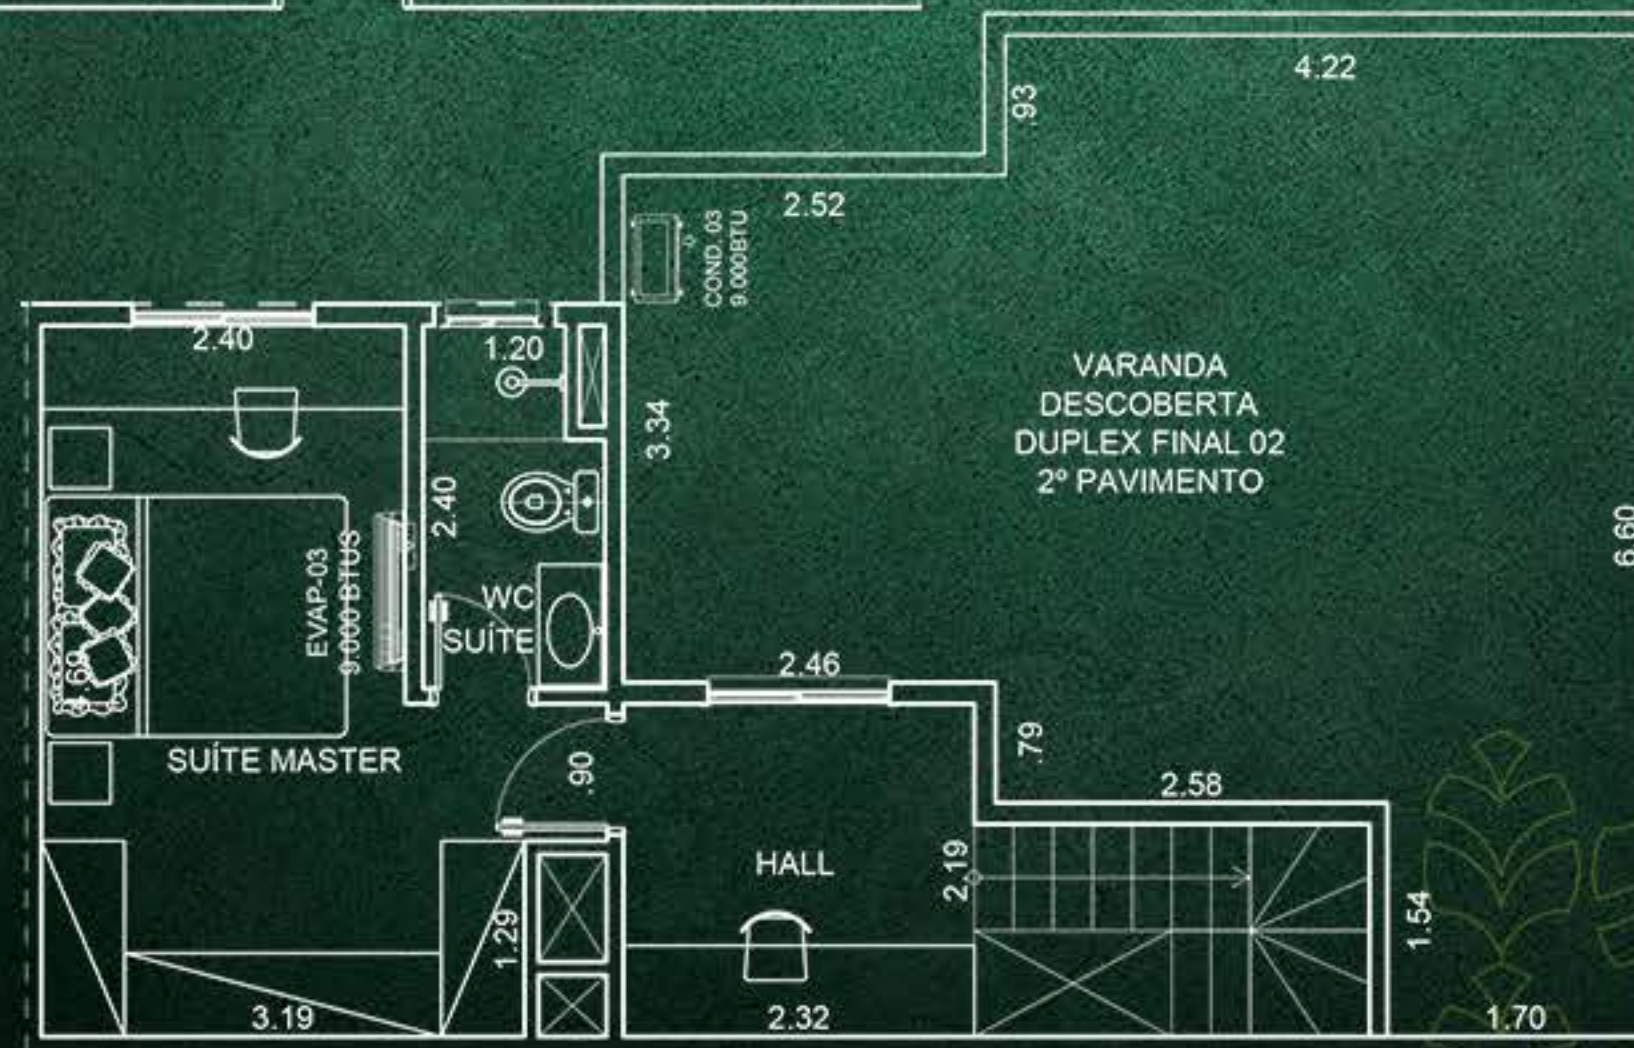 4.22
.93
2.52
COND. 03
9.000BTU
2.40
1.20
3.34
VARANDA
DESCOBERTA
DUPLEX FINAL 02
2º PAVIMENTO
2.40
6.60
EVAP-03
9.000 BTUS
WC
SUÍTE
4.69
2.46
SUÍTE MASTER
.90
.79
2.58
HALL
2.19
1.29
1.54
3.19
2.32
1.70